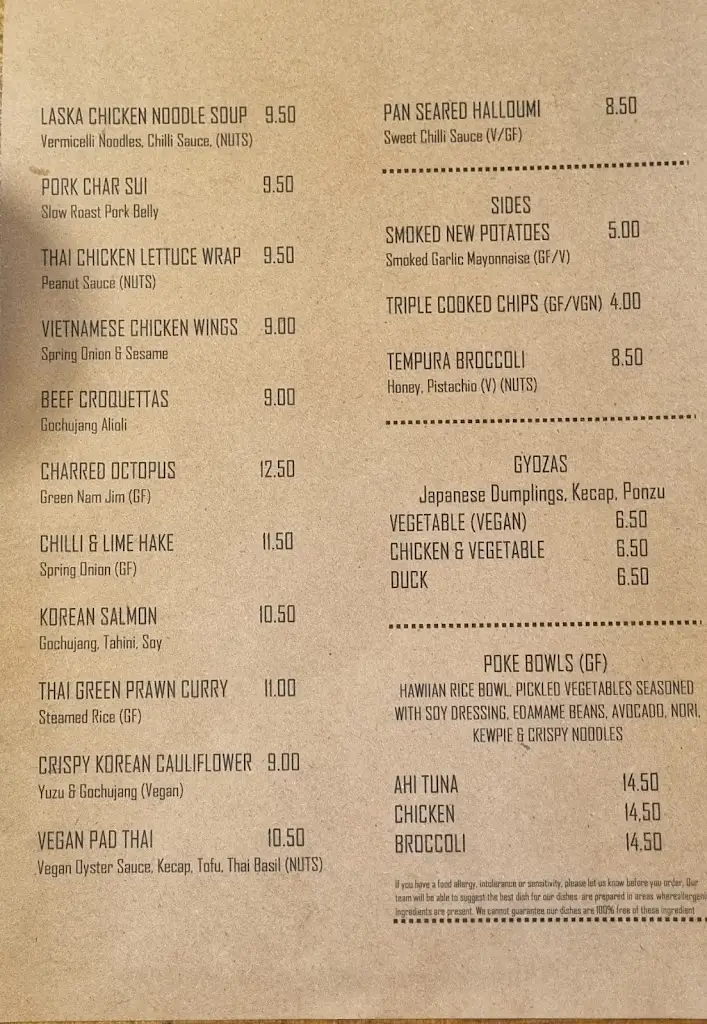 LASKA CHICKEN NOODLE SOUP 9.50
Vermicelli Noodles, Chilli Sauce, (NUTS)
PORK CHAR SUI 9.50
Slow Roast Pork Belly
THAI CHICKEN LETTUCE WRAP 9.50
Peanut Sauce (NUTS)
VIETNAMESE CHICKEN WINGS 9.00
Spring Onion & Sesame
BEEF CROQUETTAS 9.00
Gochujang Alioli
CHARRED OCTOPUS 12.50
Green Nam Jim (GF)
CHILLI & LIME HAKE 11.50
Spring Onion (GF)
KOREAN SALMON 10.50
Gochujang, Tahini, Soy
THAI GREEN PRAWN CURRY 11.00
Steamed Rice (GF)
CRISPY KOREAN CAULIFLOWER 9.00
Yuzu & Gochujang (Vegan)
VEGAN PAD THAI 10.50
Vegan Oyster Sauce, Kecap, Tofu, Thai Basil (NUTS)
PAN SEARED HALLOUMI 8.50
Sweet Chilli Sauce (V/GF)
SIDES
SMOKED NEW POTATOES 5.00
Smoked Garlic Mayonnaise (GF/V)
TRIPLE COOKED CHIPS (GF/VGN) 4.00
TEMPURA BROCCOLI 8.50
Honey, Pistachio (V) (NUTS)
GYOZAS
Japanese Dumplings, Kecap, Ponzu
VEGETABLE (VEGAN) 6.50
CHICKEN & VEGETABLE 6.50
DUCK 6.50
POKE BOWLS (GF)
HAWIIAN RICE BOWL, PICKLED VEGETABLES SEASONED
WITH SOY DRESSING, EDAMAME BEANS, AVOCADO, NORI,
KEWPIE & CRISPY NOODLES
AHI TUNA 14.50
CHICKEN 14,50
BROCCOLI 14.50
If you have a food allergy, intolerance or sensitivity, please let us know before you order. Our
team will be able to suggest the best dish for our dishes are prepared in areas whereallergeni
ingredients are present. We cannot guarantee our dishes are 100% free of these ingredient